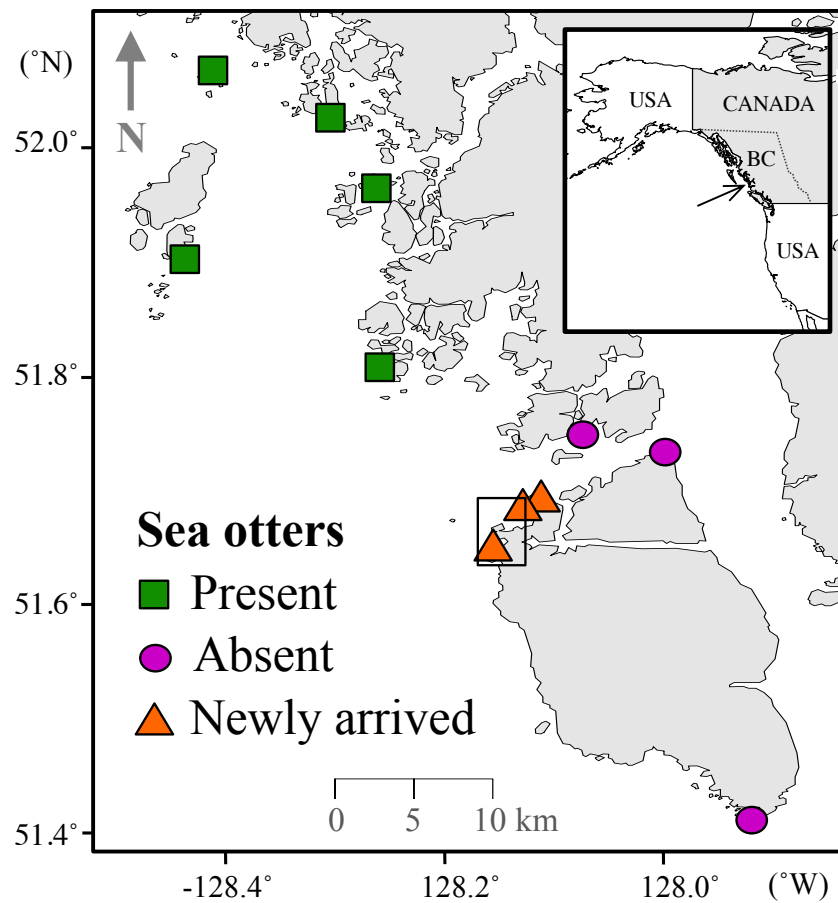 (˚N)
N
52.0˚
51.8˚
51.6˚
51.4˚
USA
CANADA
BC
USA
Sea otters
Present
Absent
Newly arrived
0 5 10 km
-128.4˚ 128.2˚ 128.0˚ (˚W)